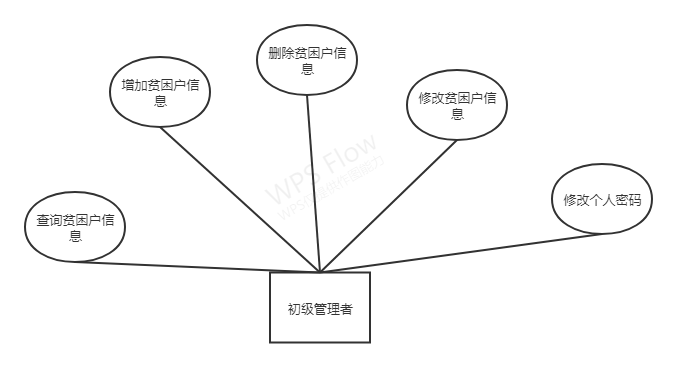 删除贫困户信
息
增加贫困户信
息
修改贫困户信
息
查询贫困户信
息
修改个人密码
初级管理者
WPS Flow